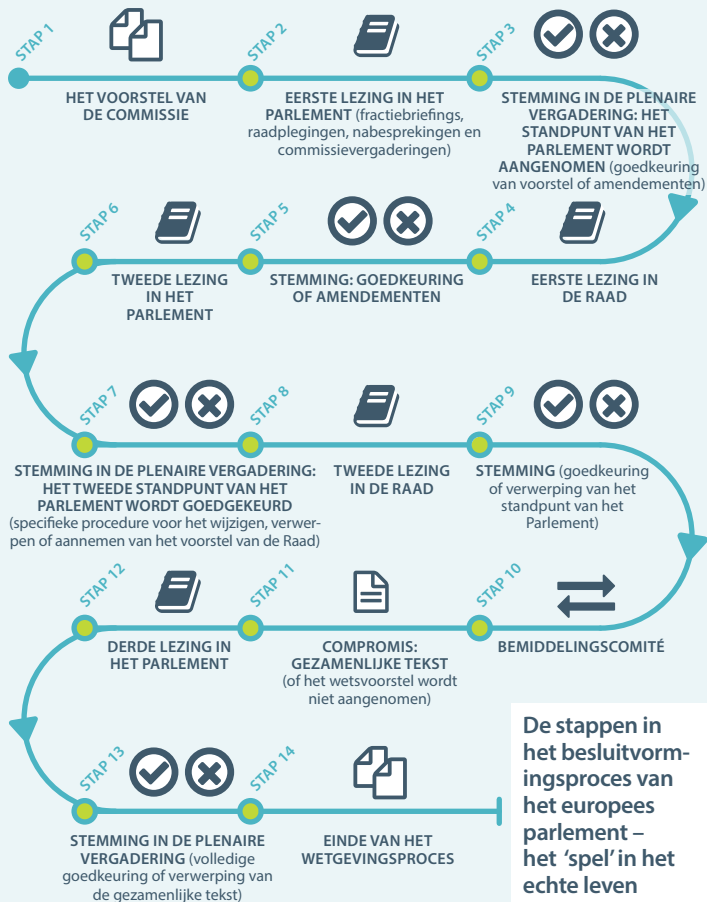 STAP 1
HET VOORSTEL VAN
DE COMMISSIE
STAP 2
EERSTE LEZING IN HET
PARLEMENT (fractiebriefings,
raadplegingen, nabesprekingen en
commissievergaderingen)
STAP 3
STEMMING IN DE PLENAIRE
VERGADERING: HET
STANDPUNT VAN HET
PARLEMENT WORDT
AANGENOMEN (goedkeuring
van voorstel of amendementen)
STAP 4
EERSTE LEZING IN
DE RAAD
STAP 5
STEMMING: GOEDKEURING
OF AMENDEMENTEN
STAP 6
TWEEDE LEZING
IN HET
PARLEMENT
STAP 7
STEMMING IN DE PLENAIRE VERGADERING:
HET TWEEDE STANDPUNT VAN HET
PARLEMENT WORDT GOEDGEKEURD
(specifieke procedure voor het wijzigen, verwer-
pen of aannemen van het voorstel van de Raad)
STAP 8
TWEEDE LEZING
IN DE RAAD
STAP 9
STEMMING (goedkeuring
of verwerping van het
standpunt van het
Parlement)
STAP 10
BEMIDDELINGSCOMITÉ
STAP 11
COMPROMIS:
GEZAMENLIJKE TEKST
(of het wetsvoorstel wordt
niet aangenomen)
STAP 12
DERDE LEZING IN
HET PARLEMENT
STAP 13
STEMMING IN DE PLENAIRE
VERGADERING (volledige
goedkeuring of verwerping van
de gezamenlijke tekst)
STAP 14
EINDE VAN HET
WETGEVINGSPROCES
De stappen in
het besluitvorm-
ingsproces van
het europees
parlement –
het ‘spel’ in het
echte leven